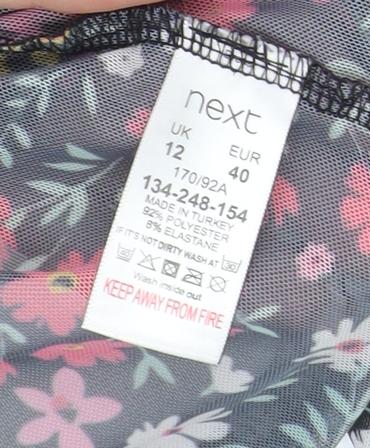 next
UK EUR
12 40
170/92A
134-248-154
MADE IN TURKEY
92% POLYESTER
8% ELASTANE
IF IT'S NOT DIRTY WASH AT
30 30
Wash inside out
KEEP AWAY FROM FIRE